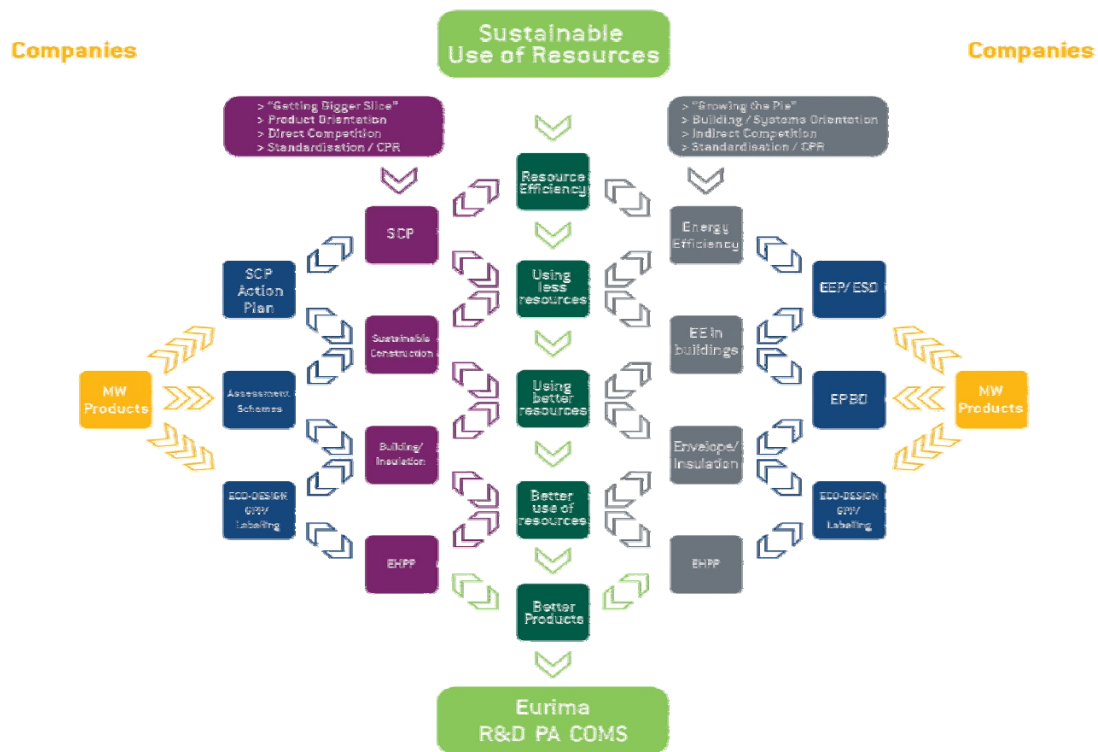 Sustainable
Use of Resources
Companies
Companies
> "Getting Bigger Slice"
> Product Orientation
> Direct Competition
> Standardisation / CPR
> "Growing the Pie"
> Building / Systems Orientation
> Indirect Competition
> Standardisation / CPR
Resource
Efficiency
SCP
Energy
Efficiency
SCP
Action
Plan
Using
less
resources
EEP/ESD
Sustainable
Construction
EE in
buildings
MW
Products
Assessment
Schemes
Using
better
resources
EPBD
MW
Products
Building/
Insulation
Envelope/
Insulation
ECO-DESIGN
GPP/
Labelling
Better
use of
resources
ECO-DESIGN
GPP/
Labelling
EHPP
EHPP
Better
Products
Eurima
R&D PA COMS